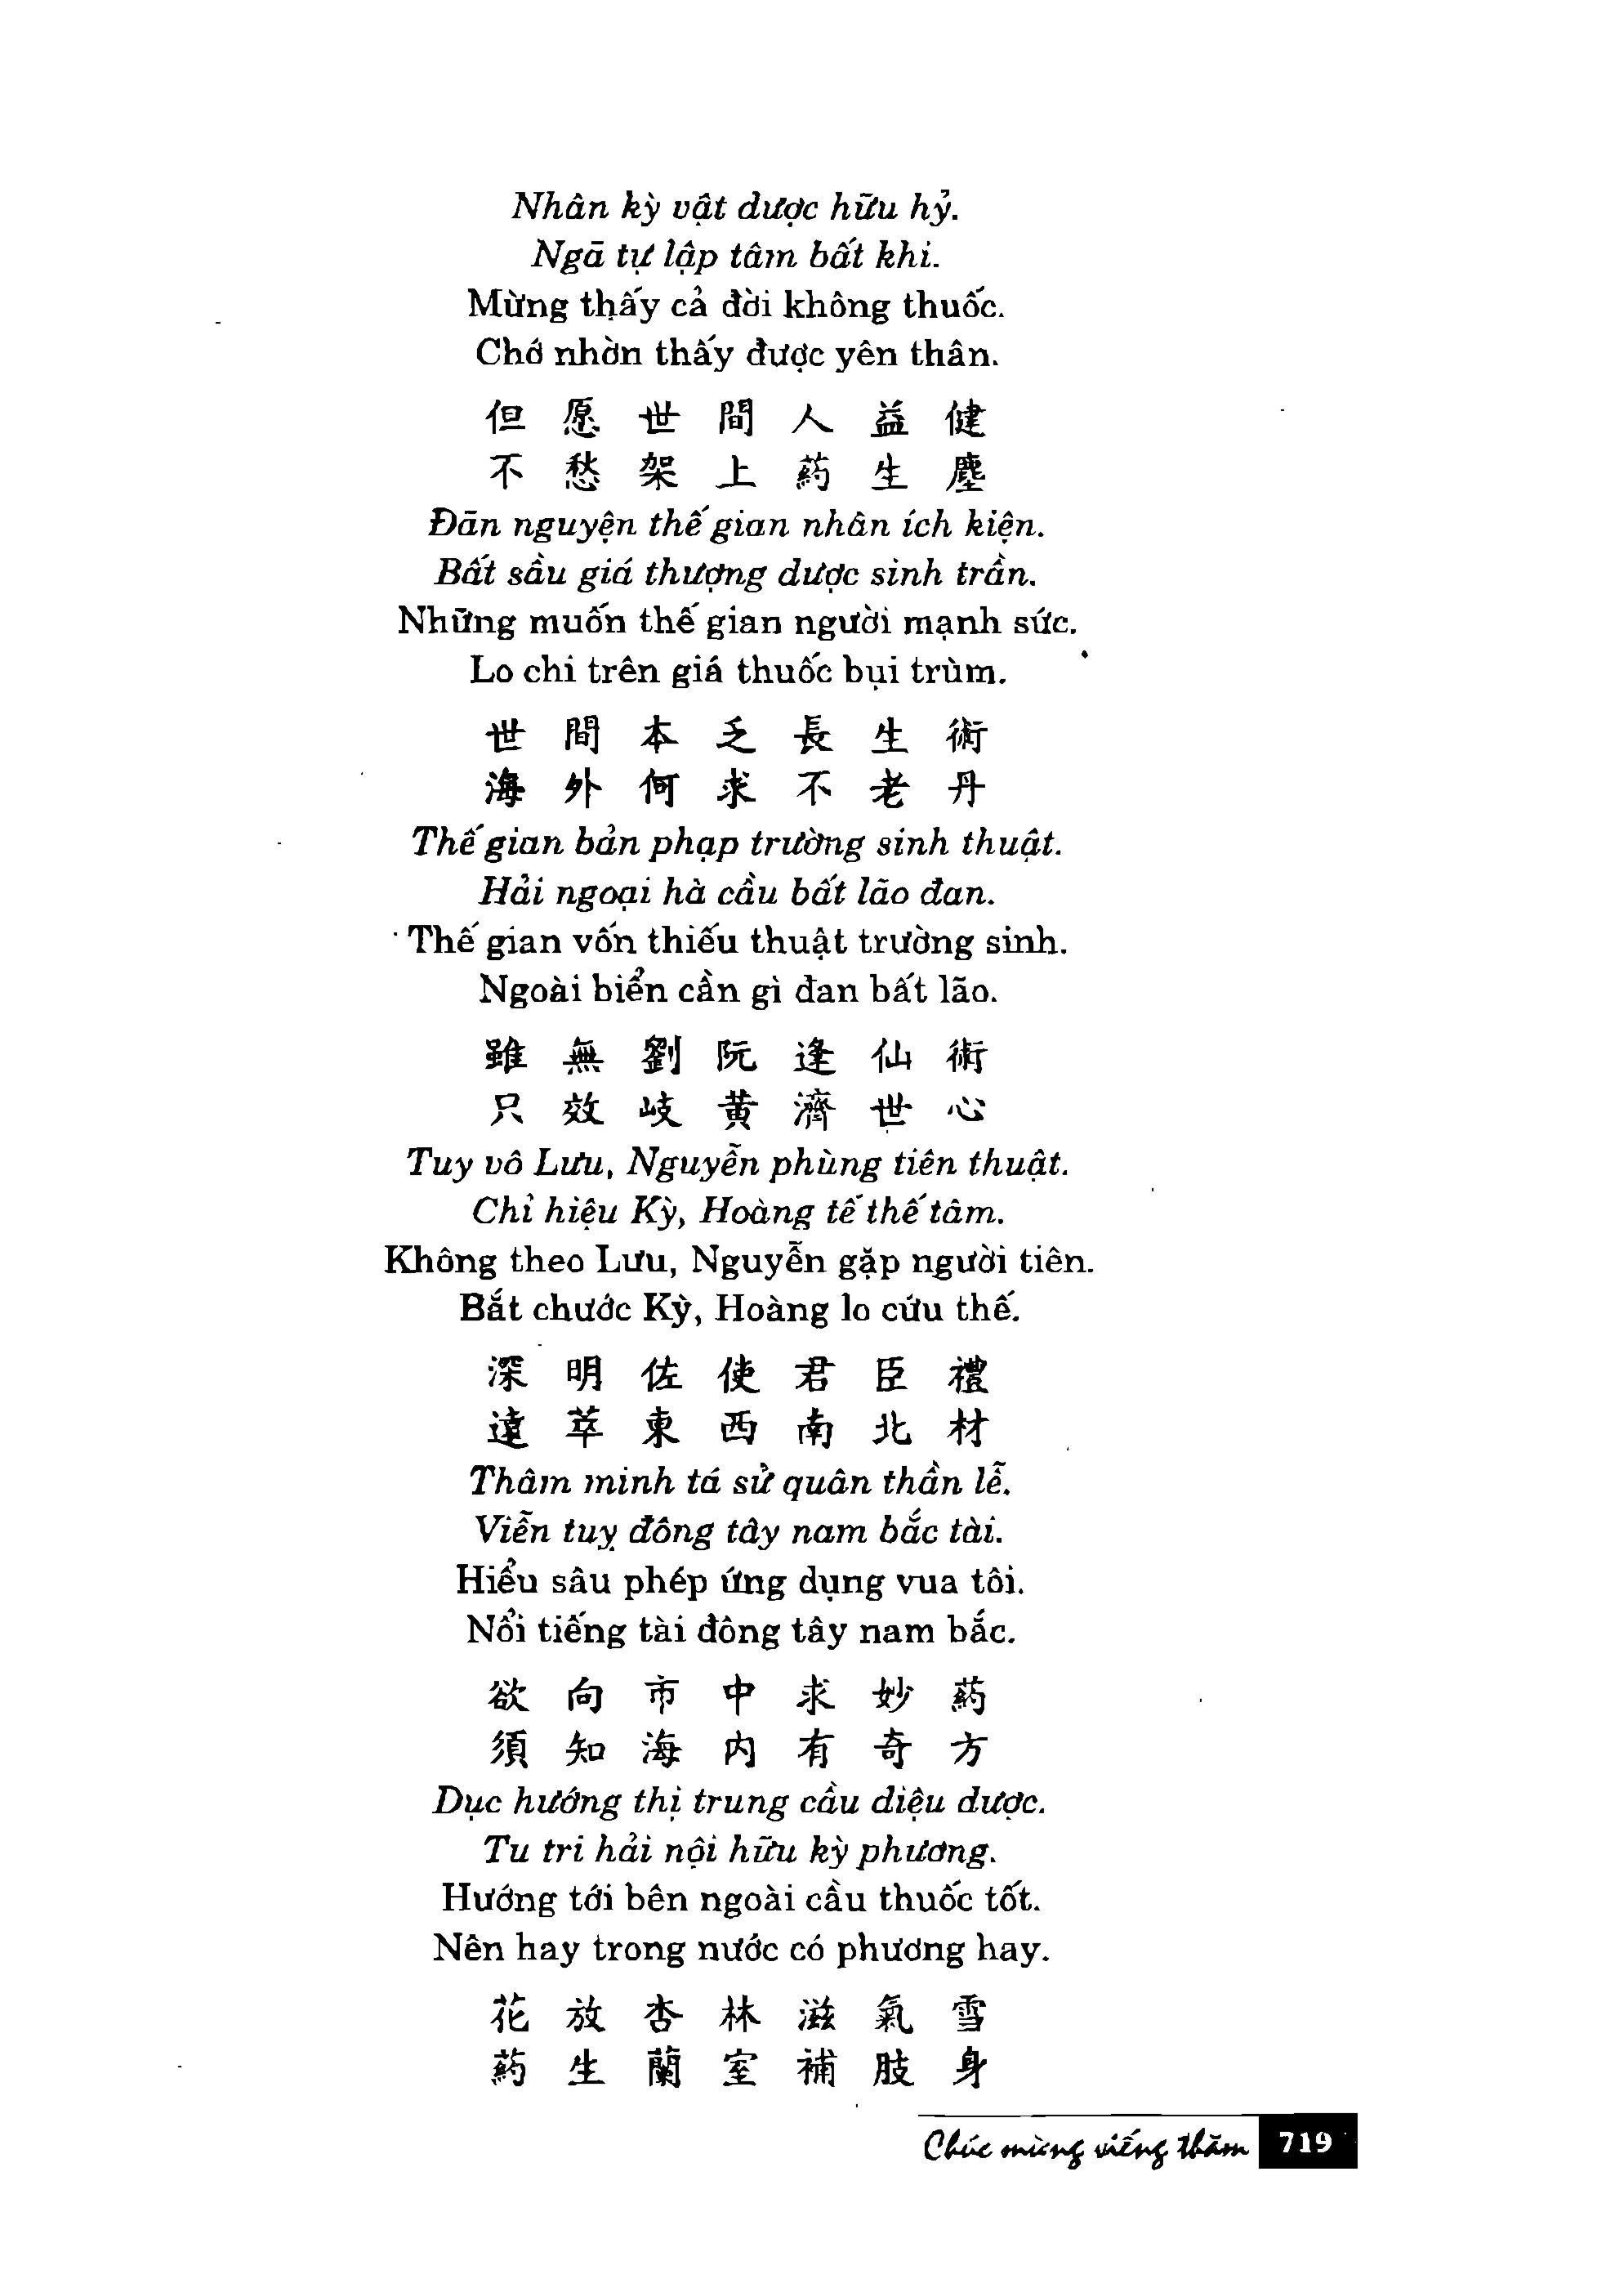 Nhân kỳ vật dược hữu hỷ.
Ngã tự lập tâm bất khi.
Mừng thấy cả đời không thuốc.
Chớ nhờn thấy được yên thân.
但愿世間人益健
不愁架上葯生塵
Đãn nguyện thế gian nhân ích kiện.
Bất sầu giá thượng dược sinh trần.
Những muốn thế gian người mạnh sức.
Lo chi trên giá thuốc bụi trùm.
世間本乏長生術
海外何求不老丹
Thế gian bản phạp trường sinh thuật.
Hải ngoại hà cầu bất lão đan.
Thế gian vốn thiếu thuật trường sinh.
Ngoài biển cần gì đan bất lão.
雖無劉阮逢仙術
只效岐黄濟世心
Tuy vô Lưu, Nguyễn phùng tiên thuật.
Chỉ hiệu Kỳ, Hoàng tế thế tâm.
Không theo Lưu, Nguyễn gặp người tiên.
Bắt chước Kỳ, Hoàng lo cứu thế.
深明佐使君臣禮
遠萃東西南北材
Thâm minh tá sử quân thần lễ.
Viễn tuỵ đông tây nam bắc tài.
Hiểu sâu phép ứng dụng vua tôi.
Nổi tiếng tài đông tây nam bắc.
欲向市中求妙葯
須知海内有奇方
Dục hướng thị trung cầu diệu dược.
Tu tri hải nội hữu kỳ phương.
Hướng tới bên ngoài cầu thuốc tốt.
Nên hay trong nước có phương hay.
花放杏林滋氣雪
葯生蘭室補肢身
Chúc mừng viếng thăm 719